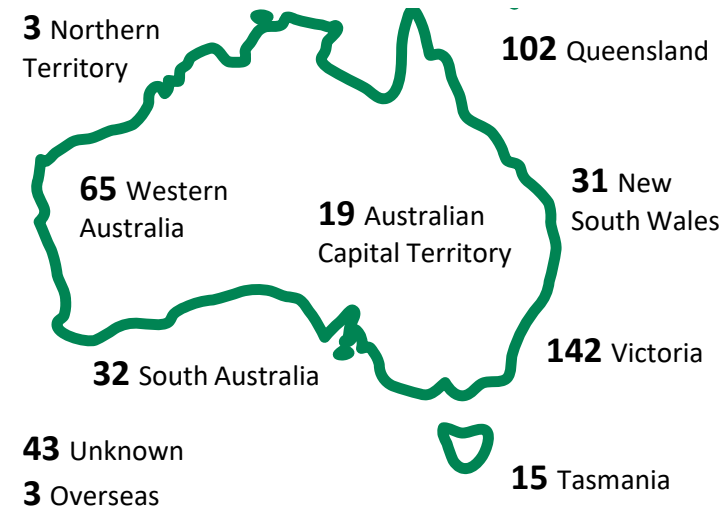 3 Northern
Territory
102 Queensland
65 Western
Australia
31 New
South Wales
19 Australian
Capital Territory
142 Victoria
32 South Australia
43 Unknown
3 Overseas
15 Tasmania